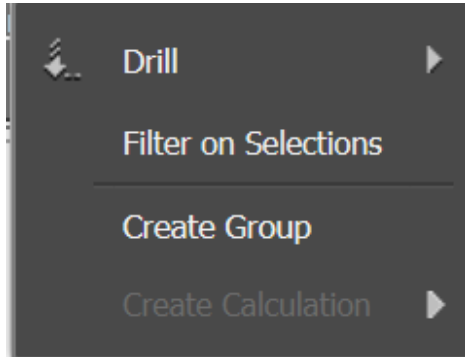 Drill
Filter on Selections
Create Group
Create Calculation